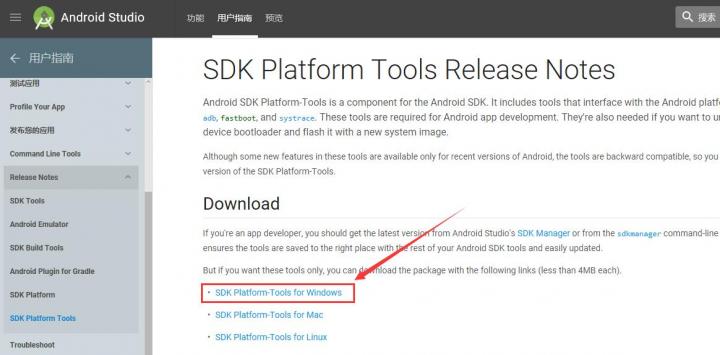 Android Studio
功能
用户指南
预览
搜索
用户指南
测试应用
Profile Your App
发布您的应用
Command Line Tools
Release Notes
SDK Tools
Android Emulator
SDK Build Tools
Android Plugin for Gradle
SDK Platform
SDK Platform Tools
Troubleshoot
SDK Platform Tools Release Notes
Android SDK Platform-Tools is a component for the Android SDK. It includes tools that interface with the Android platf
adb, fastboot, and systrace. These tools are required for Android app development. They're also needed if you want to u
device bootloader and flash it with a new system image.
Although some new features in these tools are available only for recent versions of Android, the tools are backward compatible, so you
version of the SDK Platform-Tools.
Download
If you're an app developer, you should get the latest version from Android Studio's SDK Manager or from the sdkmanager command-line
ensures the tools are saved to the right place with the rest of your Android SDK tools and easily updated.
But if you want these tools only, you can download the package with the following links (less than 4MB each).
• SDK Platform-Tools for Windows
• SDK Platform-Tools for Mac
• SDK Platform-Tools for Linux